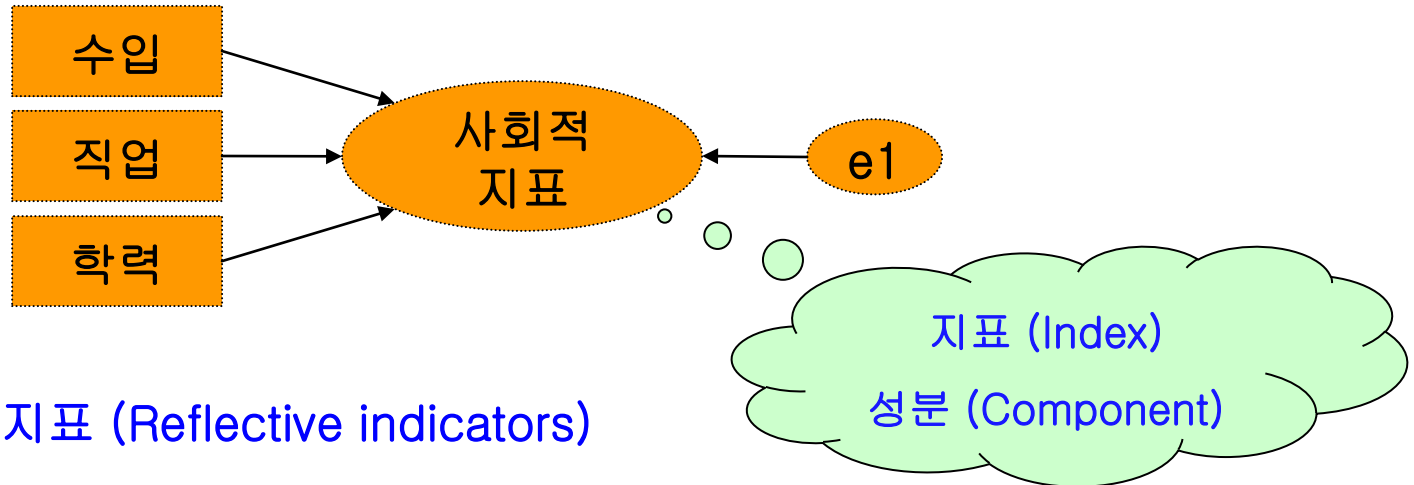 수입
직업
학력
사회적
지표
e1
지표 (Index)
성분 (Component)
지표 (Reflective indicators)